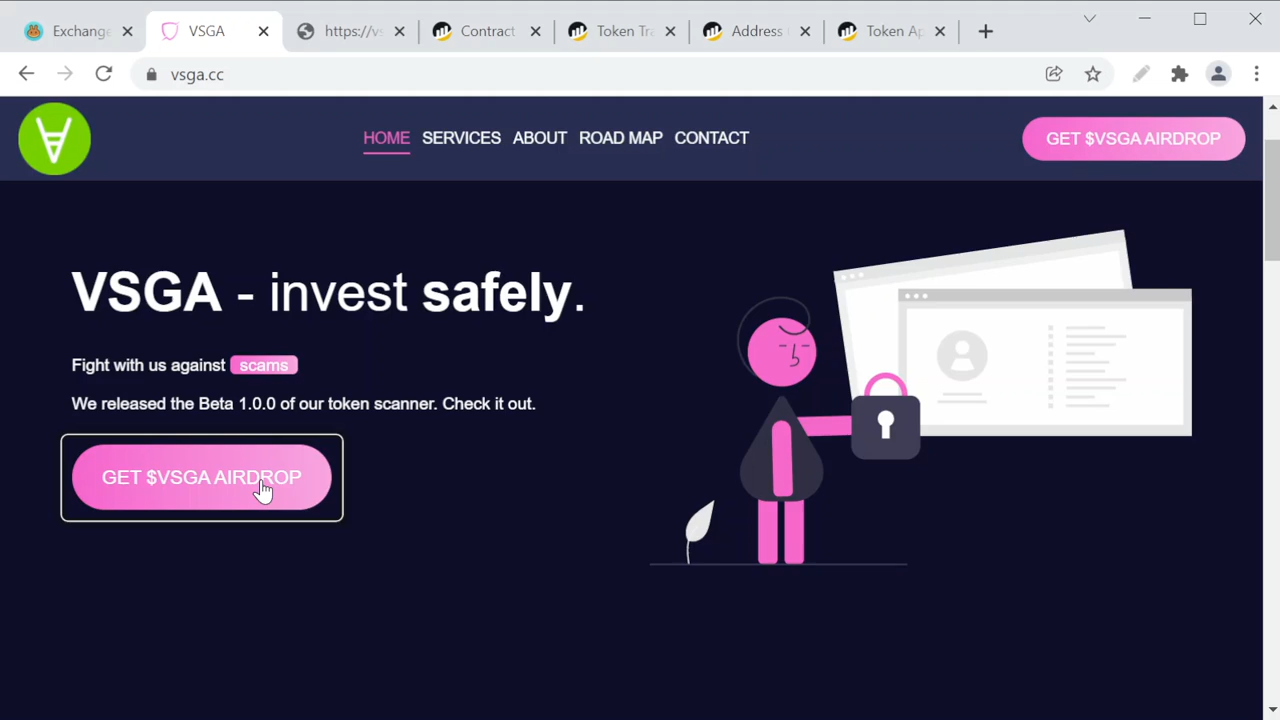 Exchange
VSGA
https://vs
Contract
Token Tra
Address
Token Ap
vsga.cc
HOME SERVICES ABOUT ROAD MAP CONTACT
GET $VSGA AIRDROP
VSGA - invest safely.
Fight with us against scams
We released the Beta 1.0.0 of our token scanner. Check it out.
GET $VSGA AIRDROP